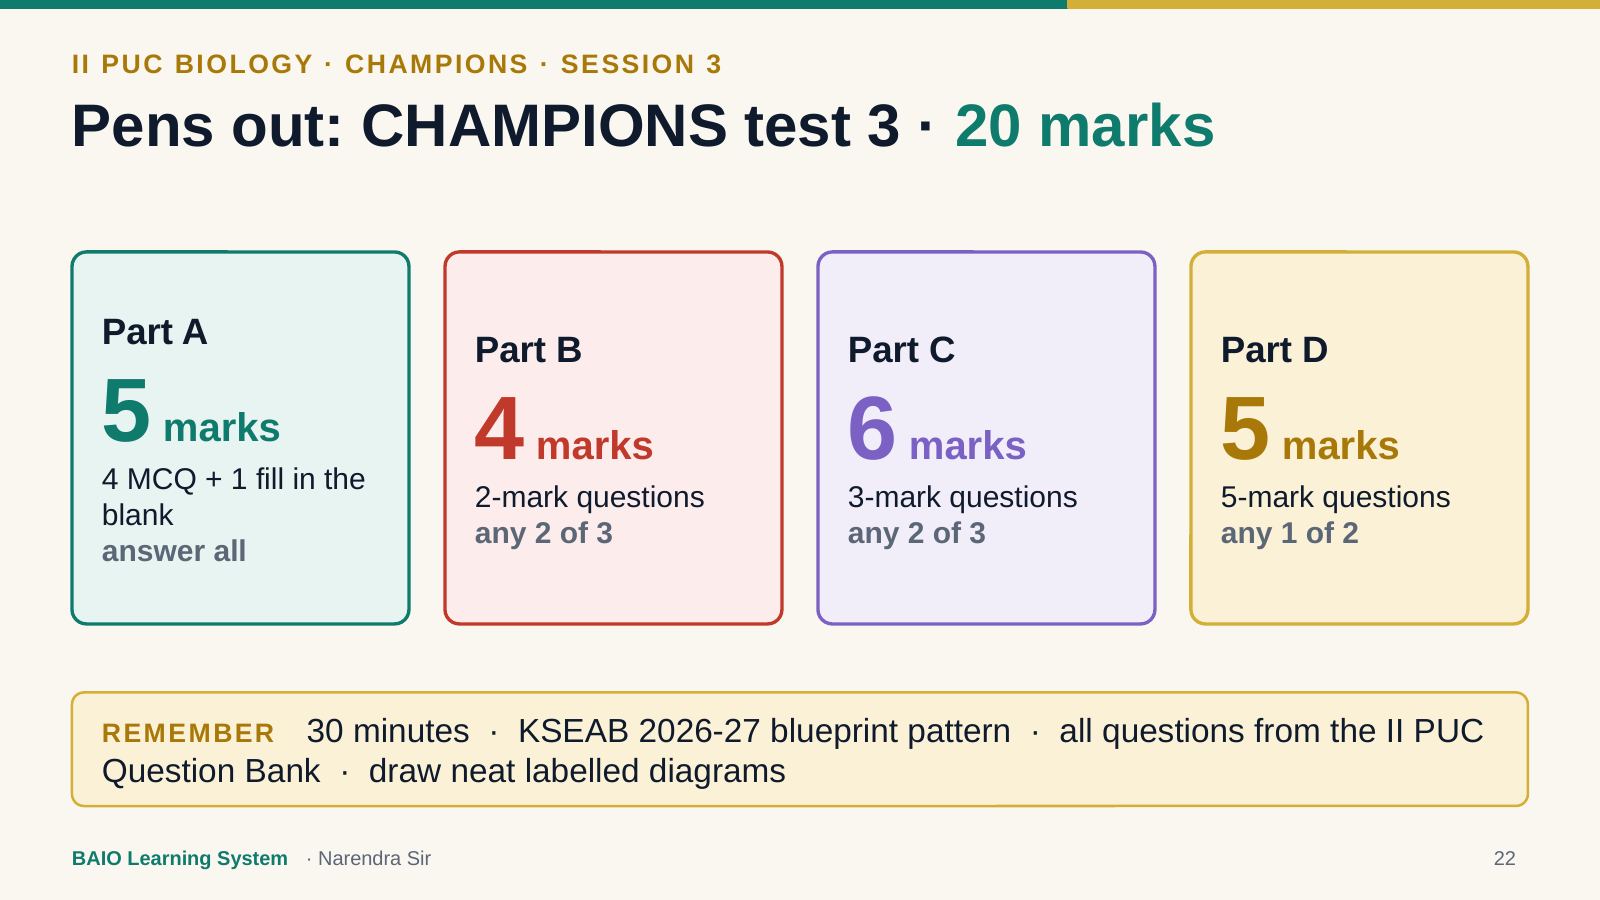 II PUC BIOLOGY · CHAMPIONS · SESSION 3
Pens out: CHAMPIONS test 3 · 20 marks
Part A
5 marks
4 MCQ + 1 fill in the
blank
answer all
Part B
4 marks
2-mark questions
any 2 of 3
Part C
6 marks
3-mark questions
any 2 of 3
Part D
5 marks
5-mark questions
any 1 of 2
REMEMBER 30 minutes · KSEAB 2026-27 blueprint pattern · all questions from the II PUC
Question Bank · draw neat labelled diagrams
BAIO Learning System · Narendra Sir
22